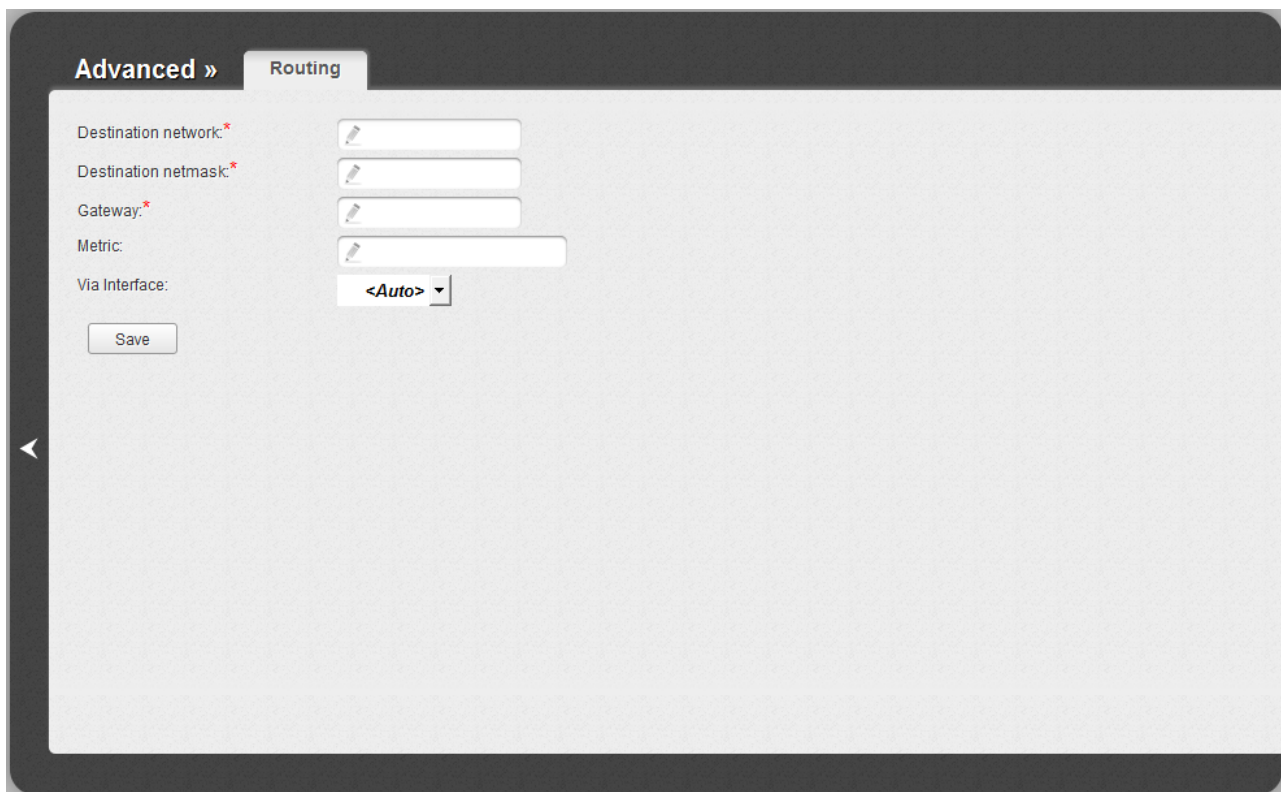 Advanced »
Routing
Destination network:*
Destination netmask:*
Gateway:*
Metric:
Via Interface:
<Auto>
Save